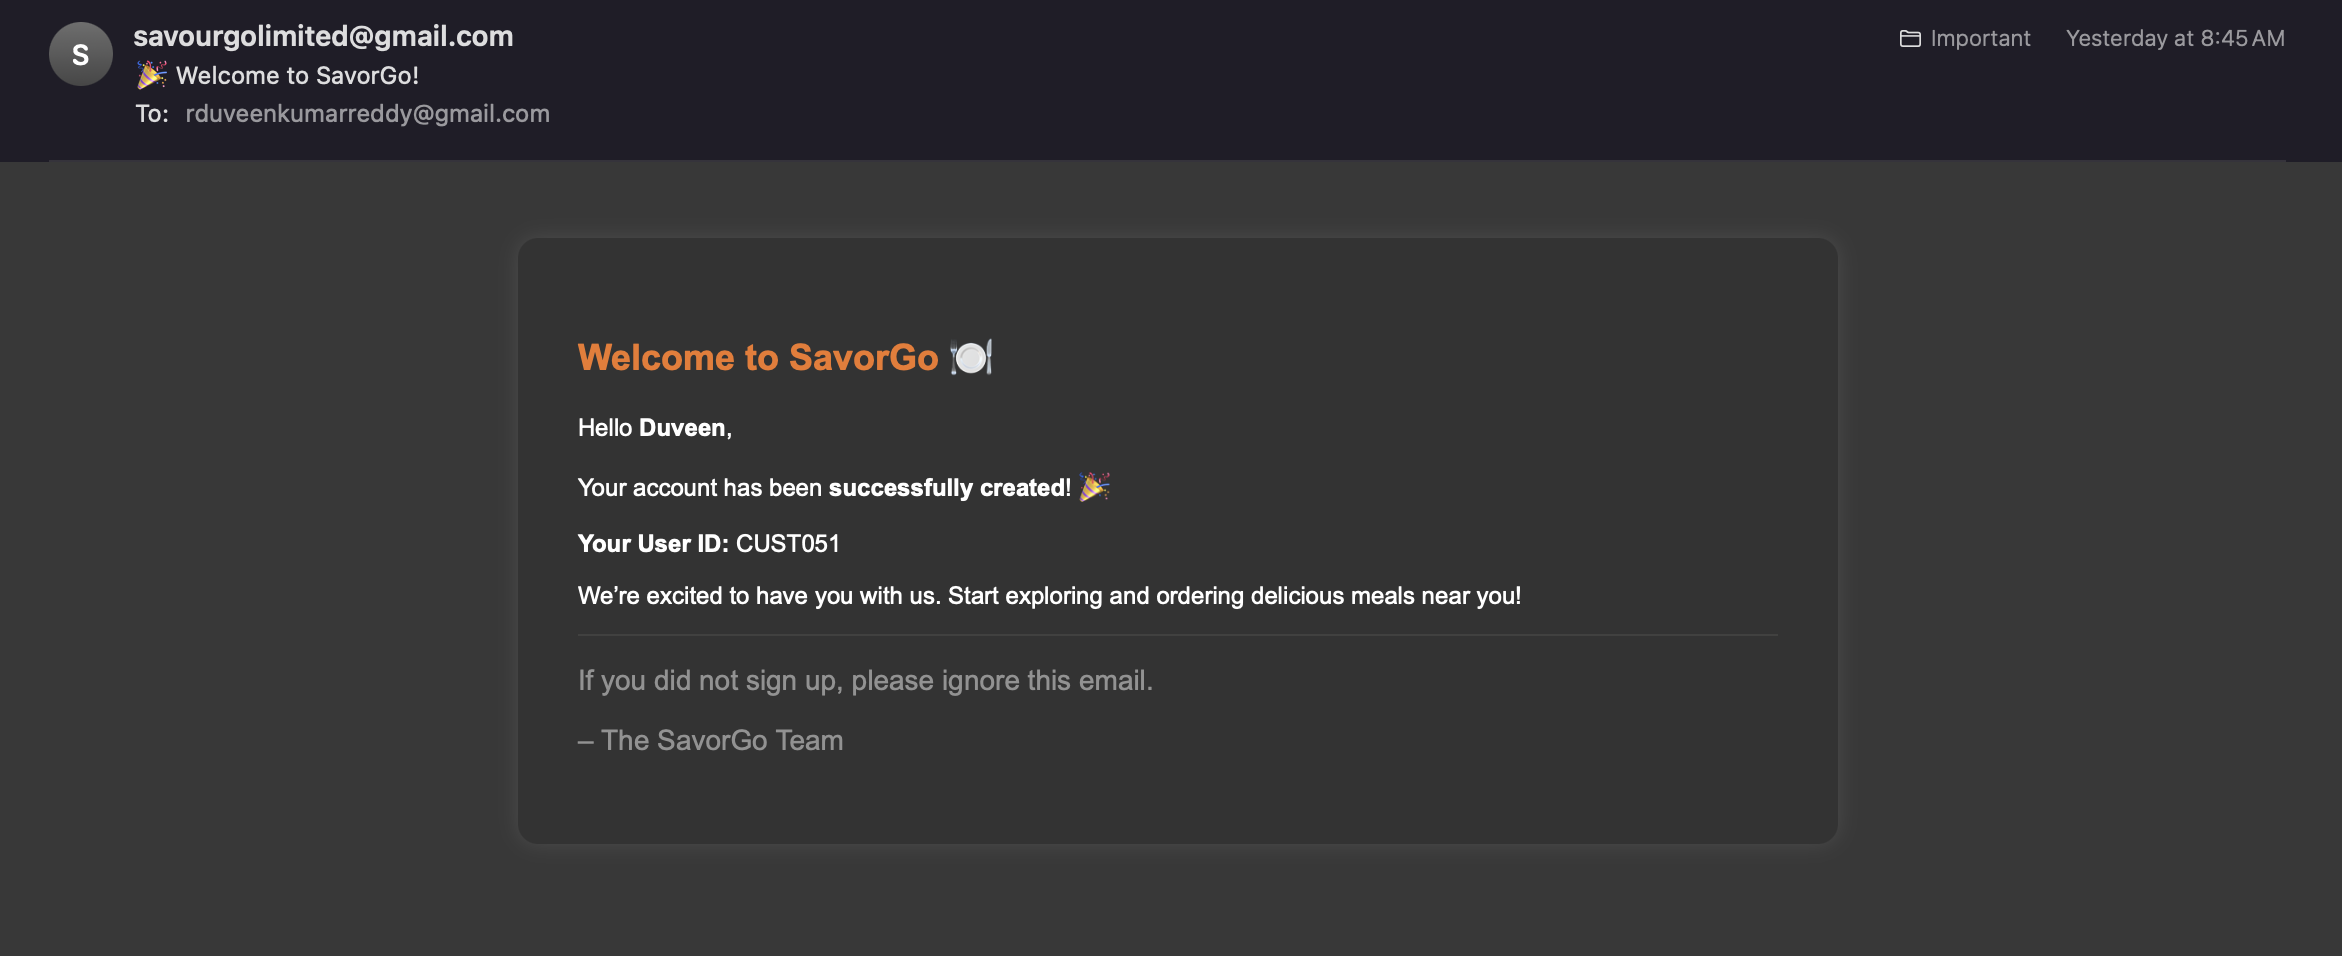 S
savourgolimited@gmail.com
🎉 Welcome to SavorGo!
To: rduveenkumarreddy@gmail.com
Important
Yesterday at 8:45 AM
Welcome to SavorGo 🍽️
Hello Duveen,
Your account has been successfully created! 🎉
Your User ID: CUST051
We’re excited to have you with us. Start exploring and ordering delicious meals near you!
If you did not sign up, please ignore this email.
– The SavorGo Team